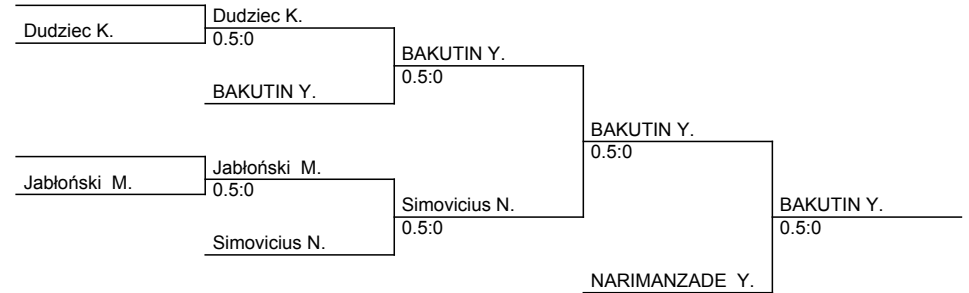 Dudziec K.
Dudziec K.
0.5:0
BAKUTIN Y.
0.5:0
BAKUTIN Y.
BAKUTIN Y.
0.5:0
Jabłoński M.
Jabłoński M.
0.5:0
Simovicius N.
0.5:0
BAKUTIN Y.
0.5:0
Simovicius N.
NARIMANZADE Y.